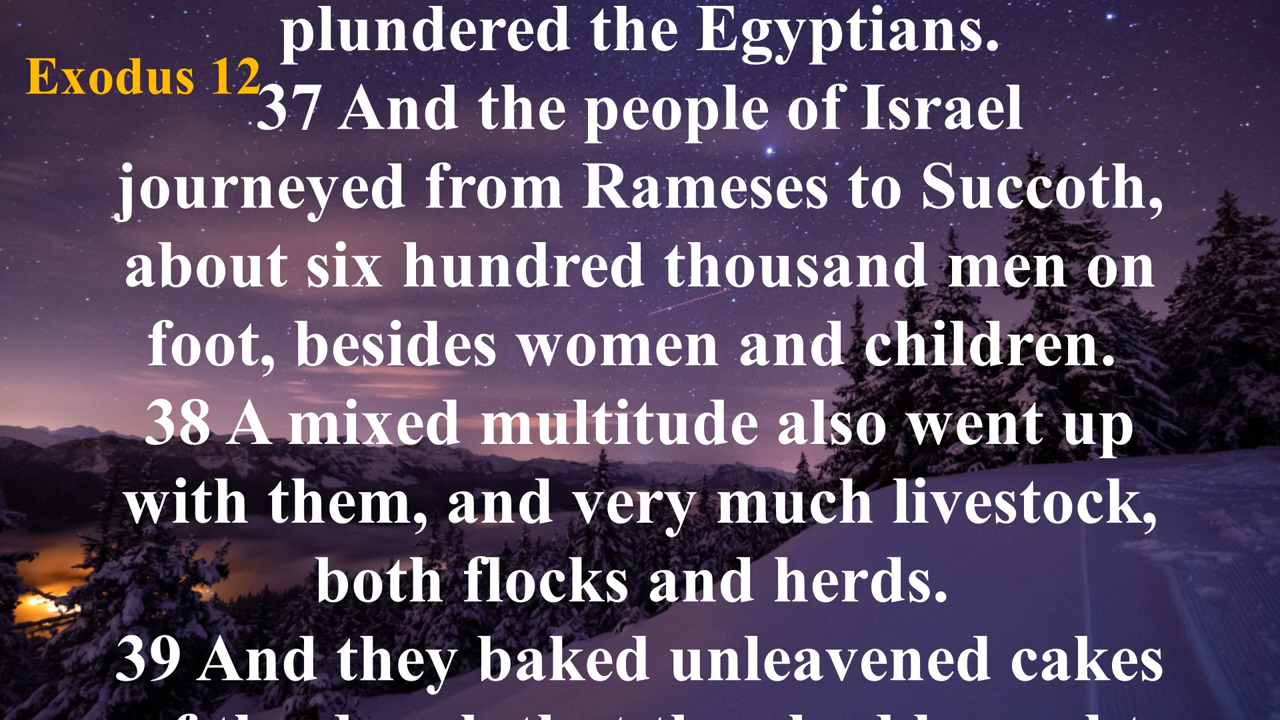 plundered the Egyptians.
Exodus 12
37 And the people of Israel
journeyed from Rameses to Succoth,
about six hundred thousand men on
foot, besides women and children.
38 A mixed multitude also went up
with them, and very much livestock,
both flocks and herds.
39 And they baked unleavened cakes